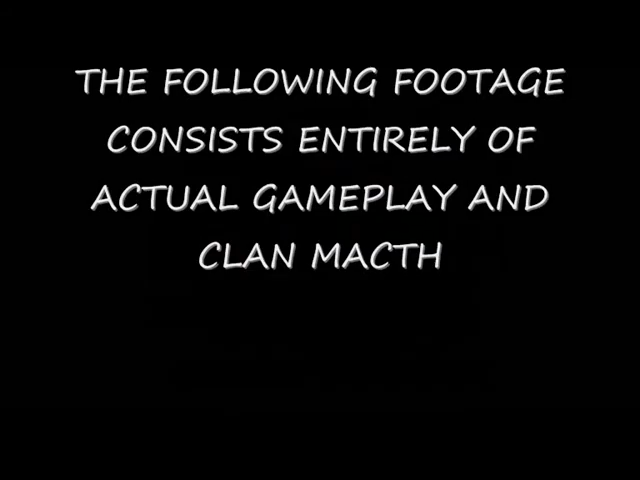 THE FOLLOWING FOOTAGE
CONSISTS ENTIRELY OF
ACTUAL GAMEPLAY AND
CLAN MACTH